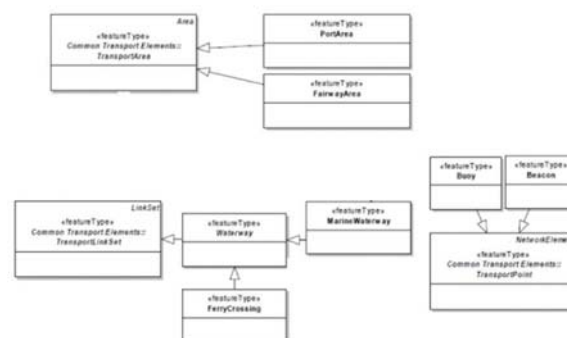 Area
«featureType»
Common Transport Elements::
TransportArea
«featureType»
PortArea
«featureType»
FairwayArea
LinkSet
«featureType»
Common Transport Elements::
TransportLinkSet
«featureType»
Waterway
«featureType»
MarineWaterway
«featureType»
FerryCrossing
«featureType»
Buoy
«featureType»
Beacon
NetworkEleme
«featureType»
Common Transport Elements::
TransportPoint